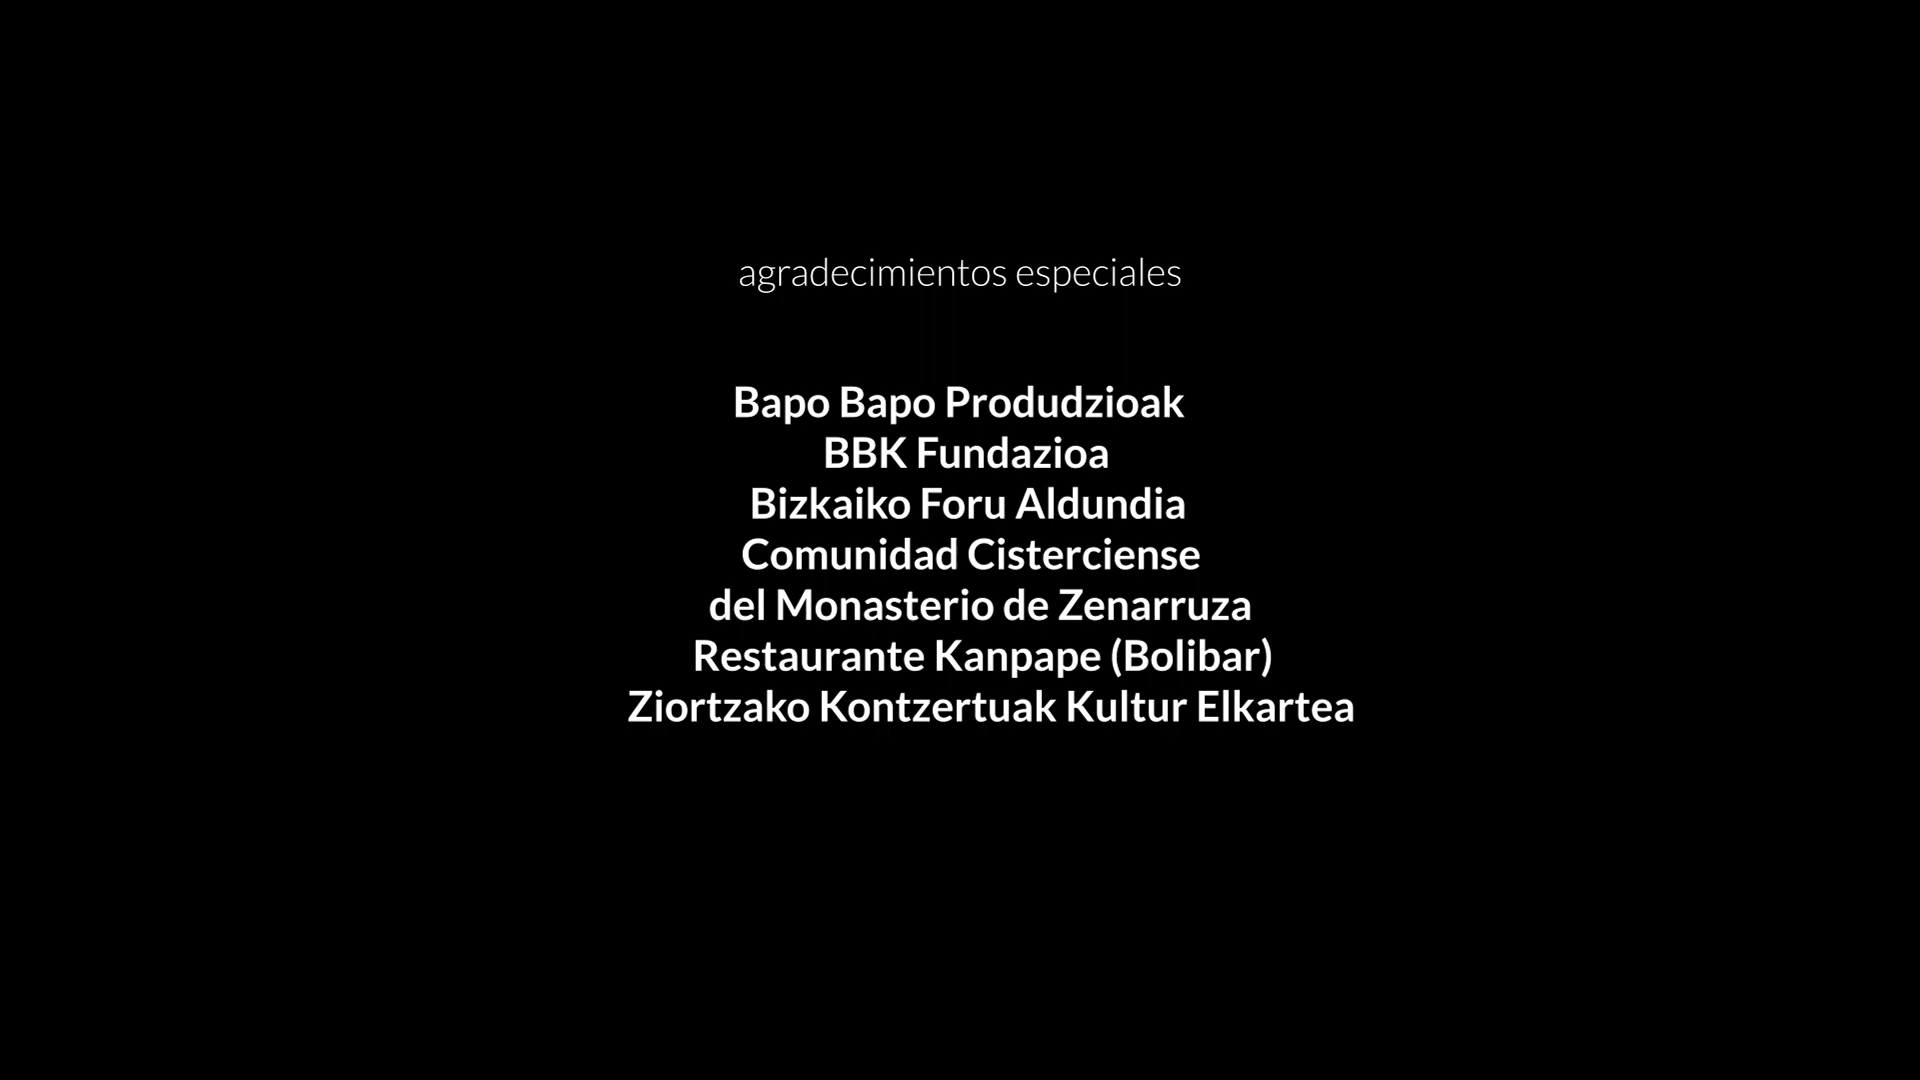 agradecimientos especiales
Bapo Bapo Produdzioak
BBK Fundazioa
Bizkaiko Foru Aldundia
Comunidad Cisterciense
del Monasterio de Zenarruza
Restaurante Kanpape (Bolibar)
Ziortzako Kontzertuak Kultur Elkartea